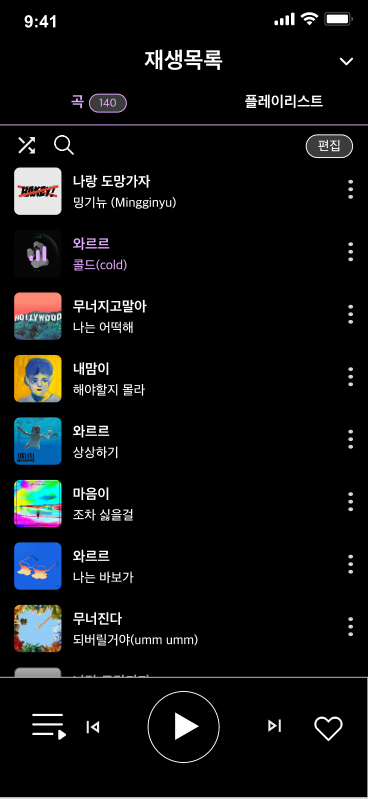 9:41
재생목록
곡 140
플레이리스트
편집
나랑 도망가자
밍기뉴 (Mingginyu)
와르르
콜드(cold)
HOLLYWOOD
무너지고말아
나는 어떡해
내맘이
해야할지 몰라
NIRVANA
와르르
상상하기
마음이
조차 싫을걸
와르르
나는 바보가
무너진다
되버릴거야(umm umm)